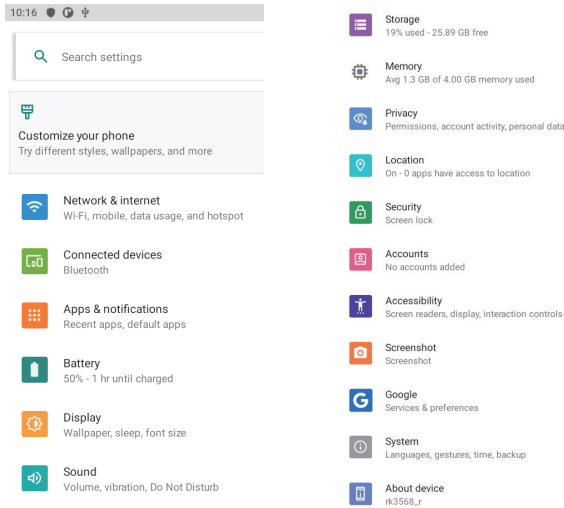 10:16
Search settings
Customize your phone
Try different styles, wallpapers, and more
Network & internet
Wi-Fi, mobile, data usage, and hotspot
Connected devices
Bluetooth
Apps & notifications
Recent apps, default apps
Battery
50% - 1 hr until charged
Display
Wallpaper, sleep, font size
Sound
Volume, vibration, Do Not Disturb
Storage
19% used - 25.89 GB free
Memory
Avg 1.3 GB of 4.00 GB memory used
Privacy
Permissions, account activity, personal data
Location
On - 0 apps have access to location
Security
Screen lock
Accounts
No accounts added
Accessibility
Screen readers, display, interaction controls
Screenshot
Screenshot
Google
Services & preferences
System
Languages, gestures, time, backup
About device
rk3568_r